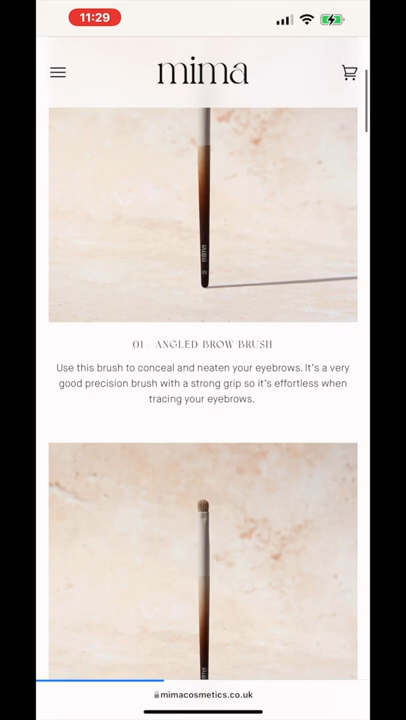 11:29
mima
mima
01 - ANGLED BROW BRUSH
Use this brush to conceal and neaten your eyebrows. It's a very
good precision brush with a strong grip so it's effortless when
tracing your eyebrows.
mimacosmetics.co.uk